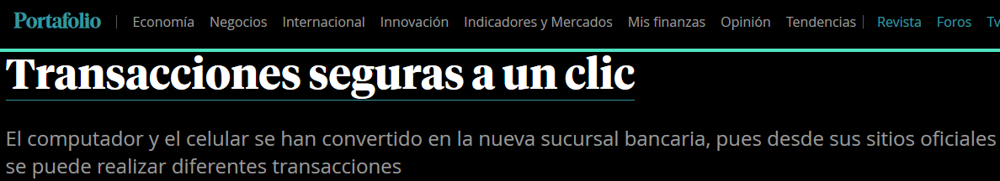 Portafolio | Economía Negocios Internacional Innovación Indicadores y Mercados Mis finanzas Opinión Tendencias | Revista Foros Tv
Transacciones seguras a un clic
El computador y el celular se han convertido en la nueva sucursal bancaria, pues desde sus sitios oficiales
se puede realizar diferentes transacciones